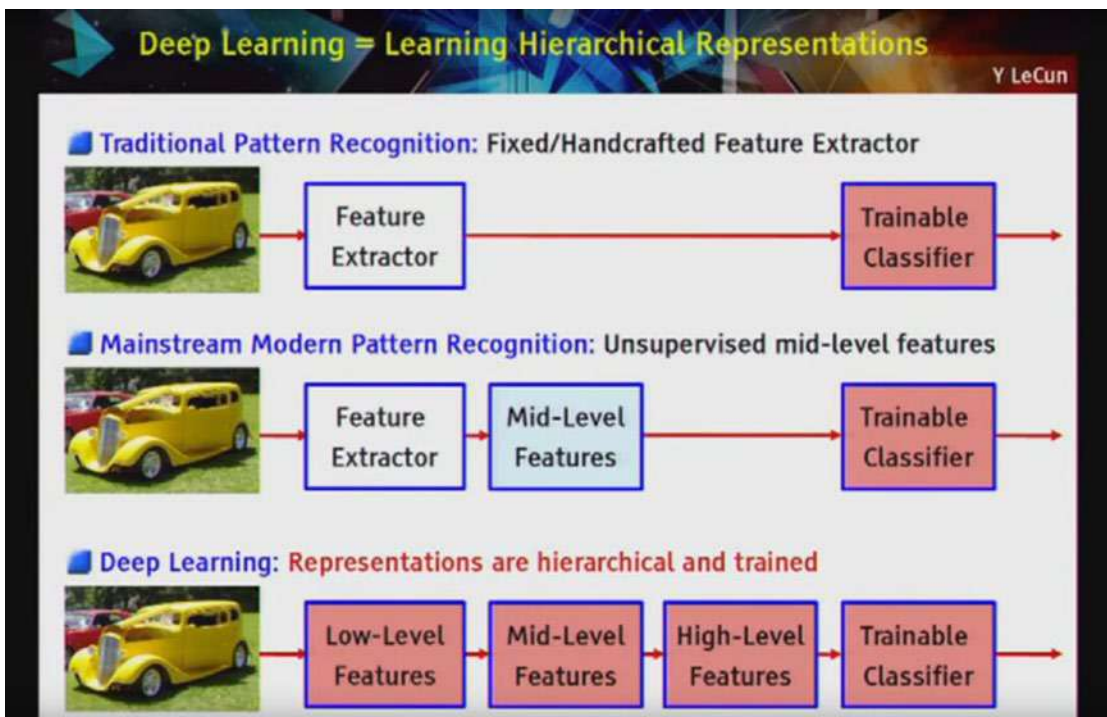 Deep Learning = Learning Hierarchical Representations
Y LeCun
Traditional Pattern Recognition: Fixed/Handcrafted Feature Extractor
Feature
Extractor
Trainable
Classifier
Mainstream Modern Pattern Recognition: Unsupervised mid-level features
Feature
Extractor
Mid-Level
Features
Trainable
Classifier
Deep Learning: Representations are hierarchical and trained
Low-Level
Features
Mid-Level
Features
High-Level
Features
Trainable
Classifier